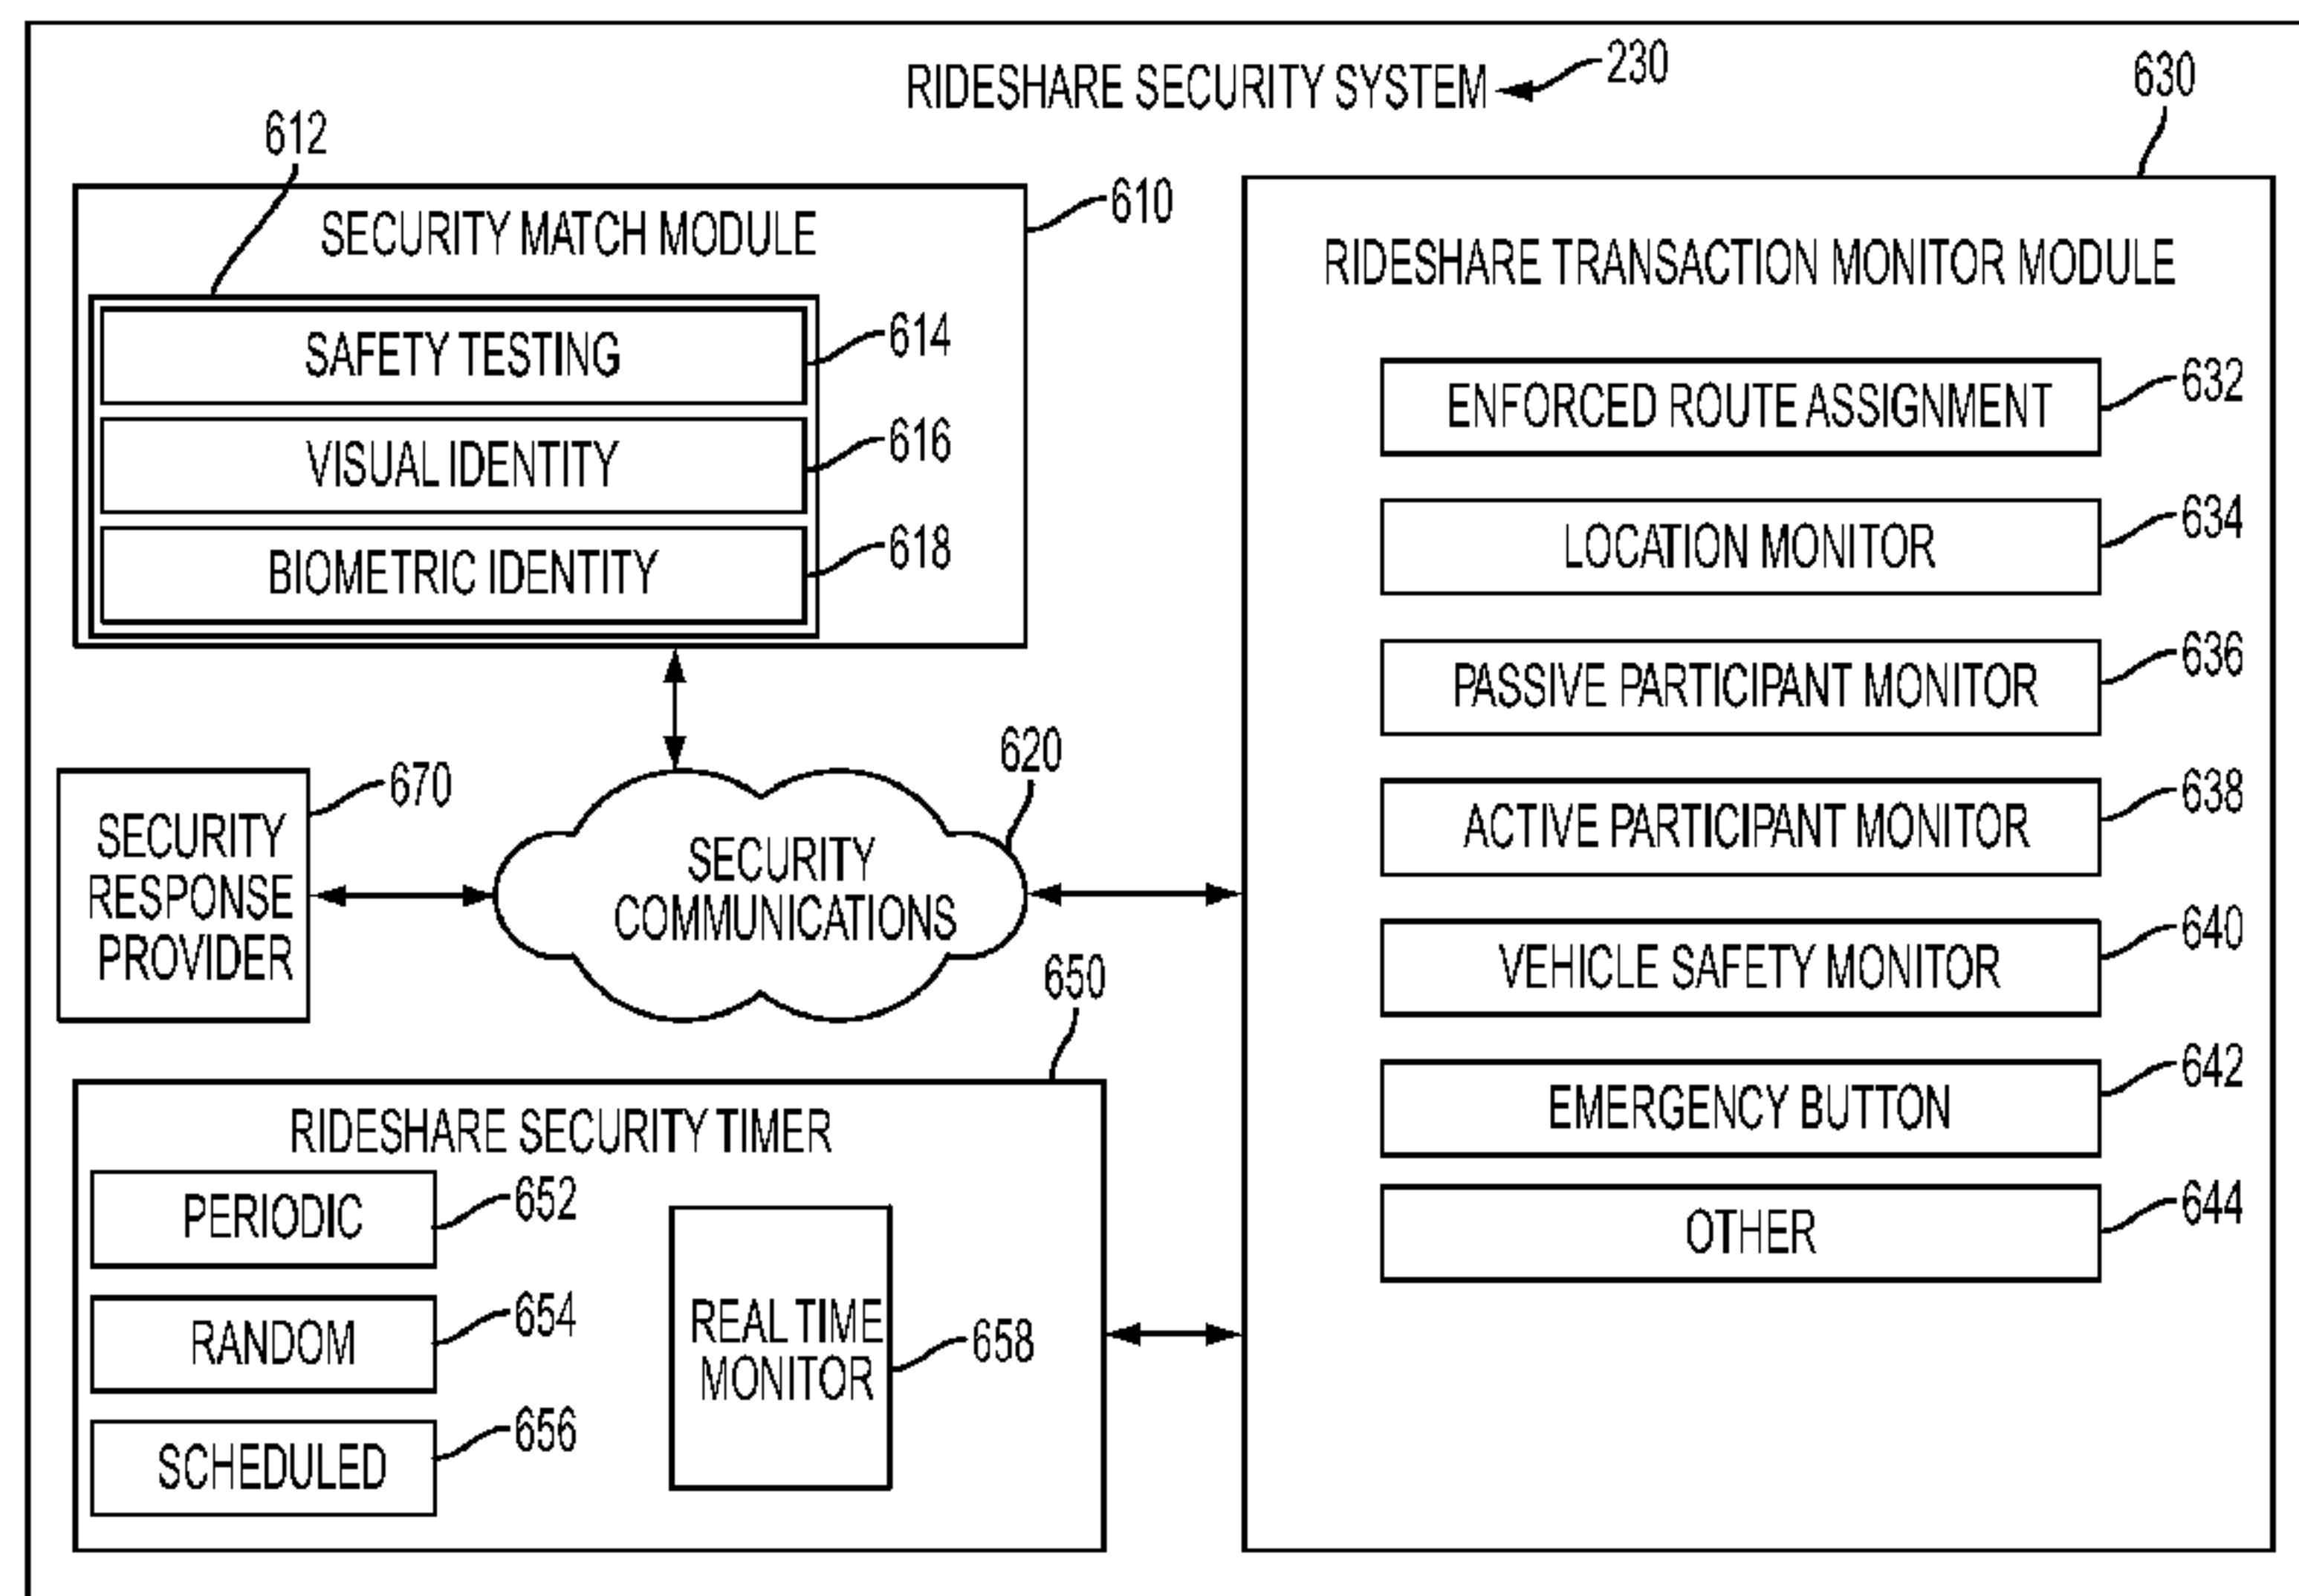 RIDESHARE SECURITY SYSTEM
230
630
612
SECURITY MATCH MODULE
610
SAFETY TESTING
614
VISUAL IDENTITY
616
BIOMETRIC IDENTITY
618
RIDESHARE TRANSACTION MONITOR MODULE
ENFORCED ROUTE ASSIGNMENT
632
LOCATION MONITOR
634
PASSIVE PARTICIPANT MONITOR
636
ACTIVE PARTICIPANT MONITOR
638
VEHICLE SAFETY MONITOR
640
EMERGENCY BUTTON
642
OTHER
644
SECURITY
RESPONSE
PROVIDER
670
SECURITY
COMMUNICATIONS
620
650
RIDESHARE SECURITY TIMER
PERIODIC
652
RANDOM
654
SCHEDULED
656
REAL TIME
MONITOR
658